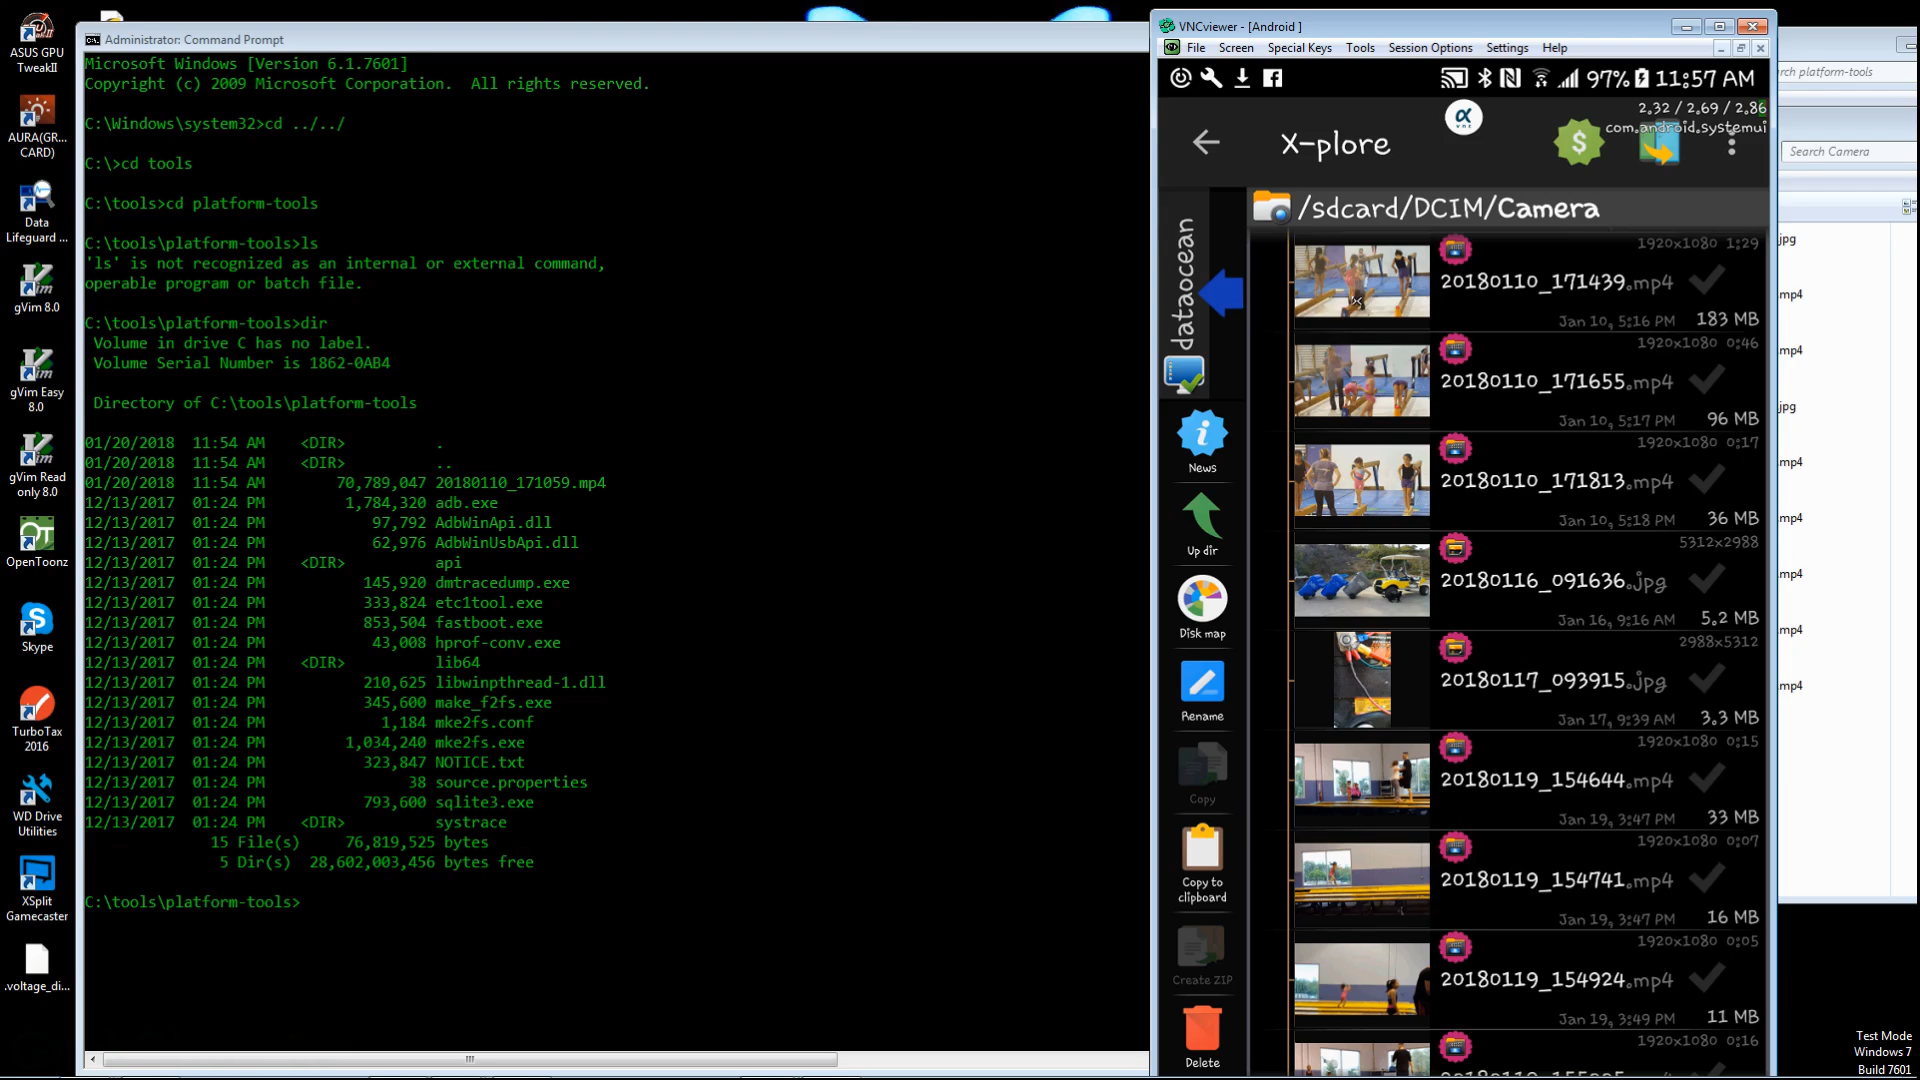 ASUS GPU
TweakII
AURA(GR...
CARD)
Data
Lifeguard ...
gVim 8.0
gVim Easy
8.0
gVim Read
only 8.0
OpenToonz
Skype
TurboTax
2016
WD Drive
Utilities
XSplit
Gamecaster
.voltage_di...
Administrator: Command Prompt
Microsoft Windows [Version 6.1.7601]
Copyright (c) 2009 Microsoft Corporation.  All rights reserved.
C:\Windows\system32>cd ../../
C:\>cd tools
C:\tools>cd platform-tools
C:\tools\platform-tools>ls
'ls' is not recognized as an internal or external command,
operable program or batch file.
C:\tools\platform-tools>dir
Volume in drive C has no label.
Volume Serial Number is 1862-0AB4
Directory of C:\tools\platform-tools
01/20/2018  11:54 AM    <DIR>          .
01/20/2018  11:54 AM    <DIR>          ..
01/20/2018  11:54 AM        70,789,047 20180110_171059.mp4
12/13/2017  01:24 PM         1,784,320 adb.exe
12/13/2017  01:24 PM            97,792 AdbWinApi.dll
12/13/2017  01:24 PM            62,976 AdbWinUsbApi.dll
12/13/2017  01:24 PM    <DIR>          api
12/13/2017  01:24 PM           145,920 dmtracedump.exe
12/13/2017  01:24 PM           333,824 etc1tool.exe
12/13/2017  01:24 PM           853,504 fastboot.exe
12/13/2017  01:24 PM            43,008 hprof-conv.exe
12/13/2017  01:24 PM    <DIR>          lib64
12/13/2017  01:24 PM           210,625 libwinpthread-1.dll
12/13/2017  01:24 PM           345,600 make_f2fs.exe
12/13/2017  01:24 PM             1,184 mke2fs.conf
12/13/2017  01:24 PM         1,034,240 mke2fs.exe
12/13/2017  01:24 PM           323,847 NOTICE.txt
12/13/2017  01:24 PM                38 source.properties
12/13/2017  01:24 PM           793,600 sqlite3.exe
12/13/2017  01:24 PM    <DIR>          systrace
15 File(s)     76,819,525 bytes
5 Dir(s)  28,602,003,456 bytes free
C:\tools\platform-tools>
VNCviewer - [Android ]
File Screen Special Keys Tools Session Options Settings Help
97% 11:57 AM
2.32 / 2.69 / 2.86
com.android.systemui
α
vnc
X-plore
$
/sdcard/DCIM/Camera
dataocean
News
Up dir
Disk map
Rename
Copy
Copy to
clipboard
Create ZIP
Delete
1920x1080 1:29
20180110_171439.mp4
Jan 10, 5:16 PM 183 MB
1920x1080 0:46
20180110_171655.mp4
Jan 10, 5:17 PM 96 MB
1920x1080 0:17
20180110_171813.mp4
Jan 10, 5:18 PM 36 MB
5312x2988
20180116_091636.jpg
Jan 16, 9:16 AM 5.2 MB
2988x5312
20180117_093915.jpg
Jan 17, 9:39 AM 3.3 MB
1920x1080 0:15
20180119_154644.mp4
Jan 19, 3:47 PM 33 MB
1920x1080 0:07
20180119_154741.mp4
Jan 19, 3:47 PM 16 MB
1920x1080 0:05
20180119_154924.mp4
Jan 19, 3:49 PM 11 MB
1920x1080 0:16
rch platform-tools
Search Camera
jpg
.mp4
.mp4
jpg
.mp4
.mp4
.mp4
.mp4
.mp4
Test Mode
Windows 7
Build 7601